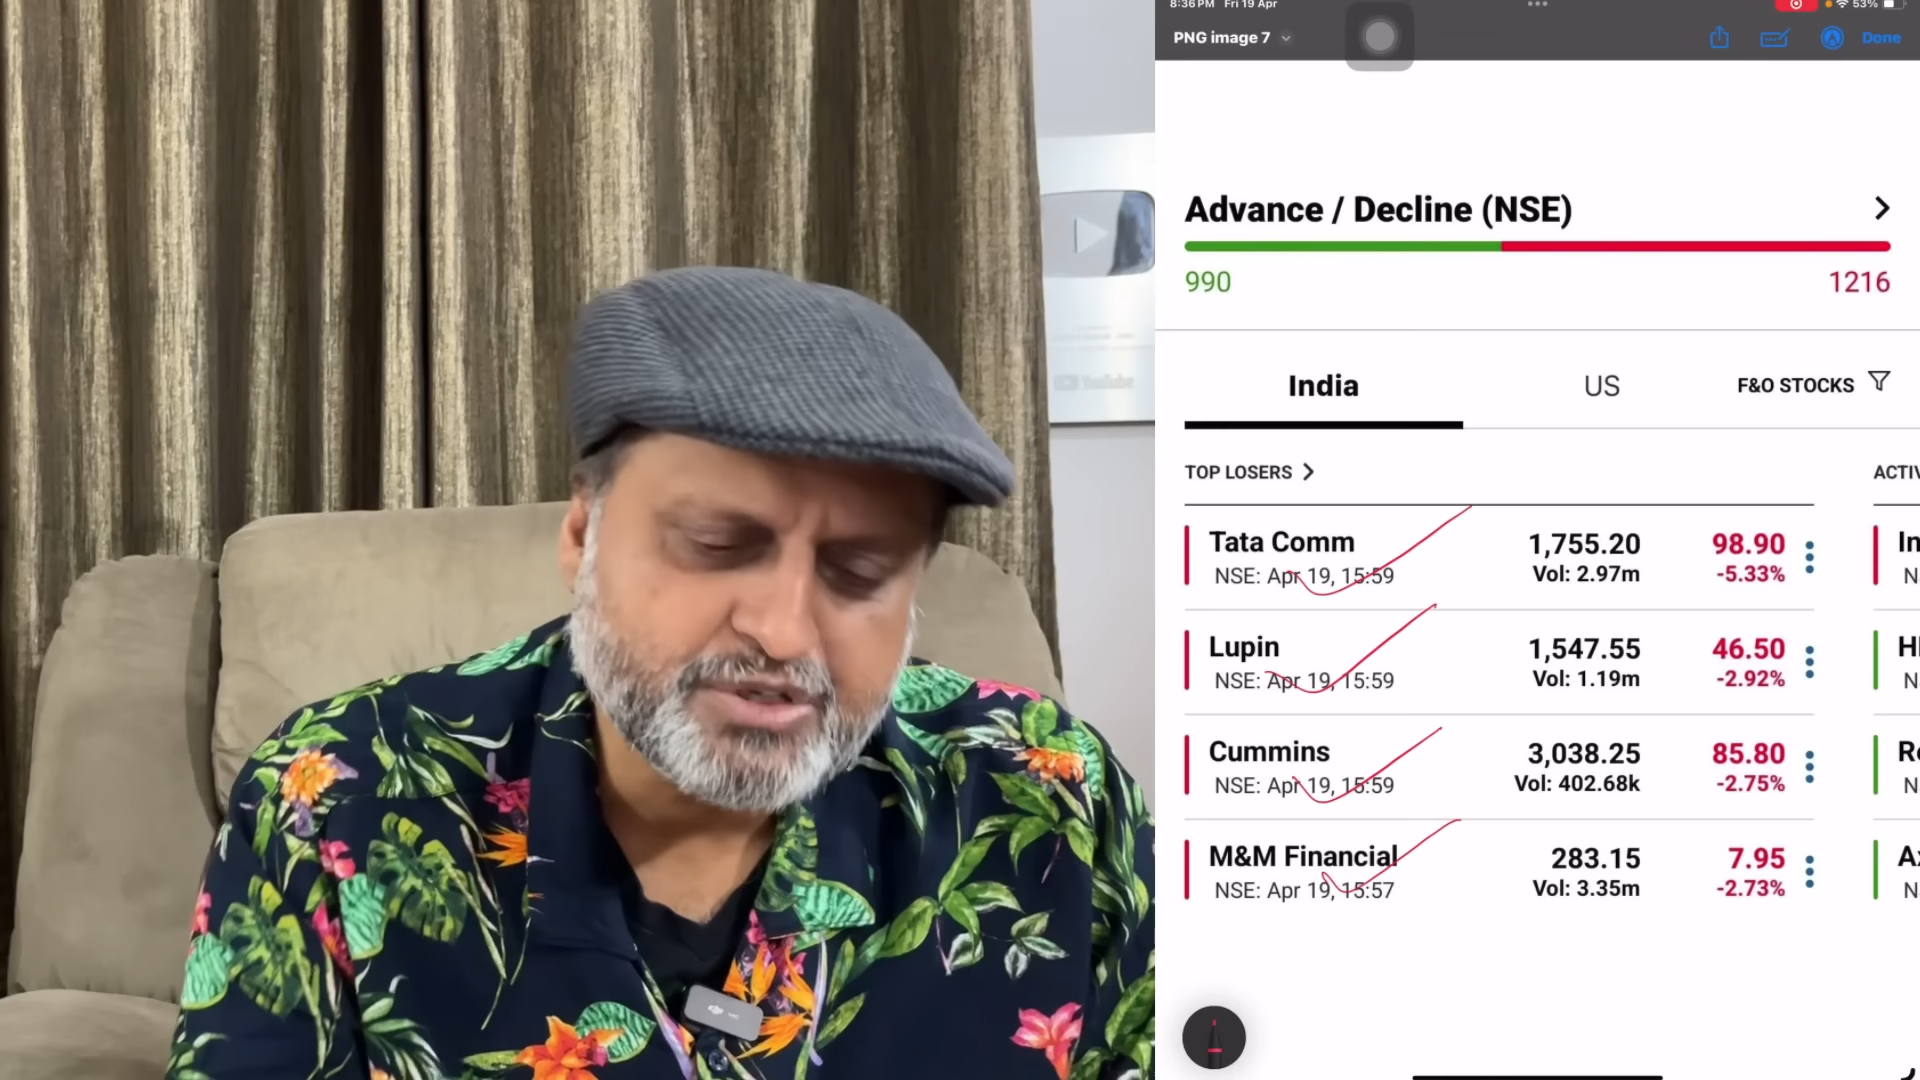 8:36 PM Fri 19 Apr
53%
PNG image 7
Done
Advance / Decline (NSE)
990
1216
India
US
F&O STOCKS
TOP LOSERS
ACTIV
Tata Comm
1,755.20
98.90
NSE: Apr 19, 15:59
Vol: 2.97m
-5.33%
Lupin
1,547.55
46.50
NSE: Apr 19, 15:59
Vol: 1.19m
-2.92%
Cummins
3,038.25
85.80
NSE: Apr 19, 15:59
Vol: 402.68k
-2.75%
M&M Financial
283.15
7.95
NSE: Apr 19, 15:57
Vol: 3.35m
-2.73%
YouTube